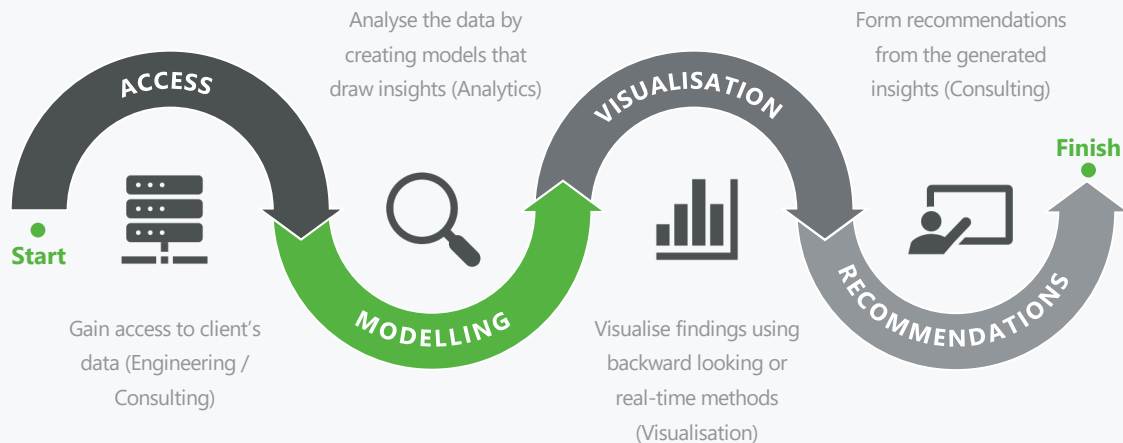 Start
ACCESS
Gain access to client's
data (Engineering /
Consulting)
Analyse the data by
creating models that
draw insights (Analytics)
MODELLING
VISUALISATION
Visualise findings using
backward looking or
real-time methods
(Visualisation)
Form recommendations
from the generated
insights (Consulting)
RECOMMENDATIONS
Finish